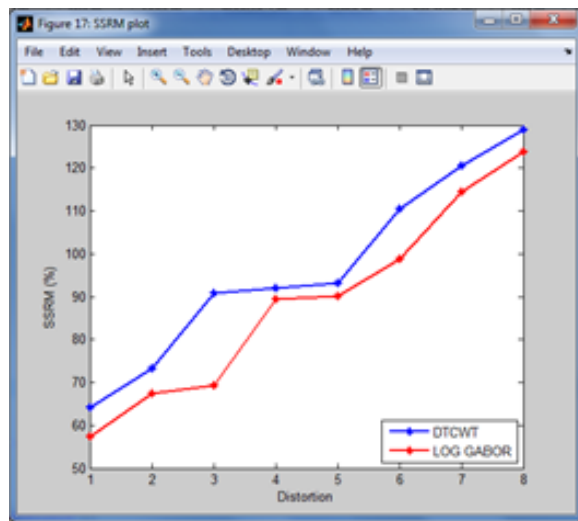 Figure 17: SSRM plot
File Edit View Insert Tools Desktop Window Help
130
120
110
100
90
80
70
60
50
SSRM (%)
1 2 3 4 5 6 7 8
Distortion
DTCWT
LOG GABOR